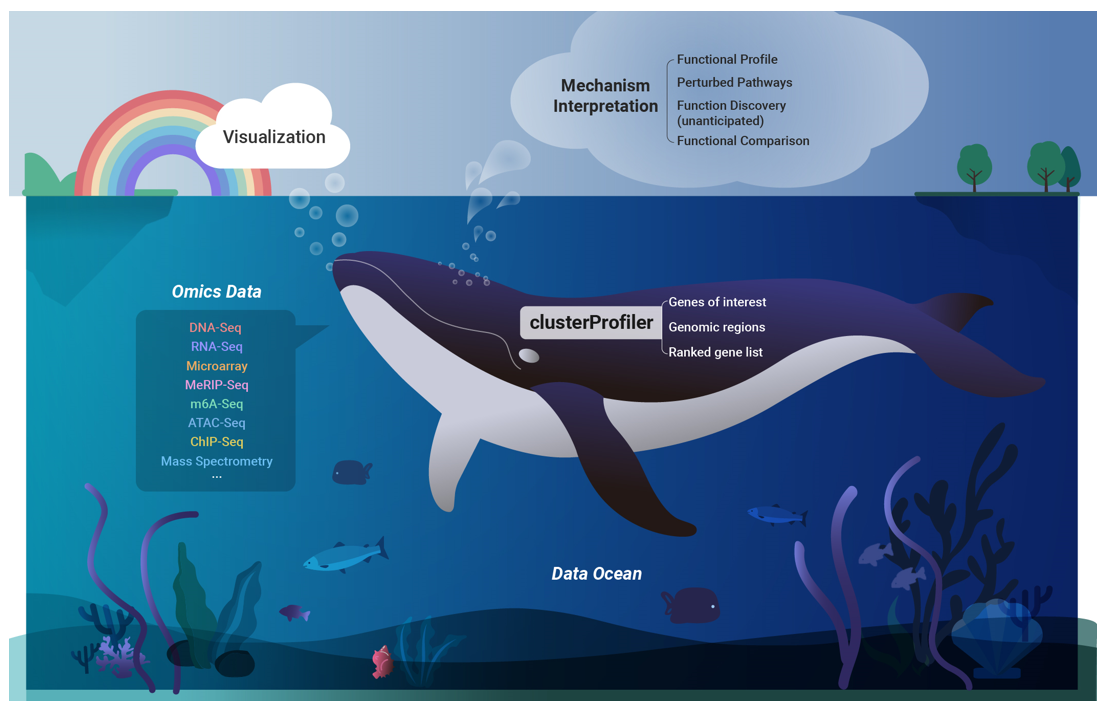 Visualization
Mechanism
Interpretation
Functional Profile
Perturbed Pathways
Function Discovery
(unanticipated)
Functional Comparison
Omics Data
DNA-Seq
RNA-Seq
Microarray
MeRIP-Seq
m6A-Seq
ATAC-Seq
ChIP-Seq
Mass Spectrometry
...
clusterProfiler
Genes of interest
Genomic regions
Ranked gene list
Data Ocean